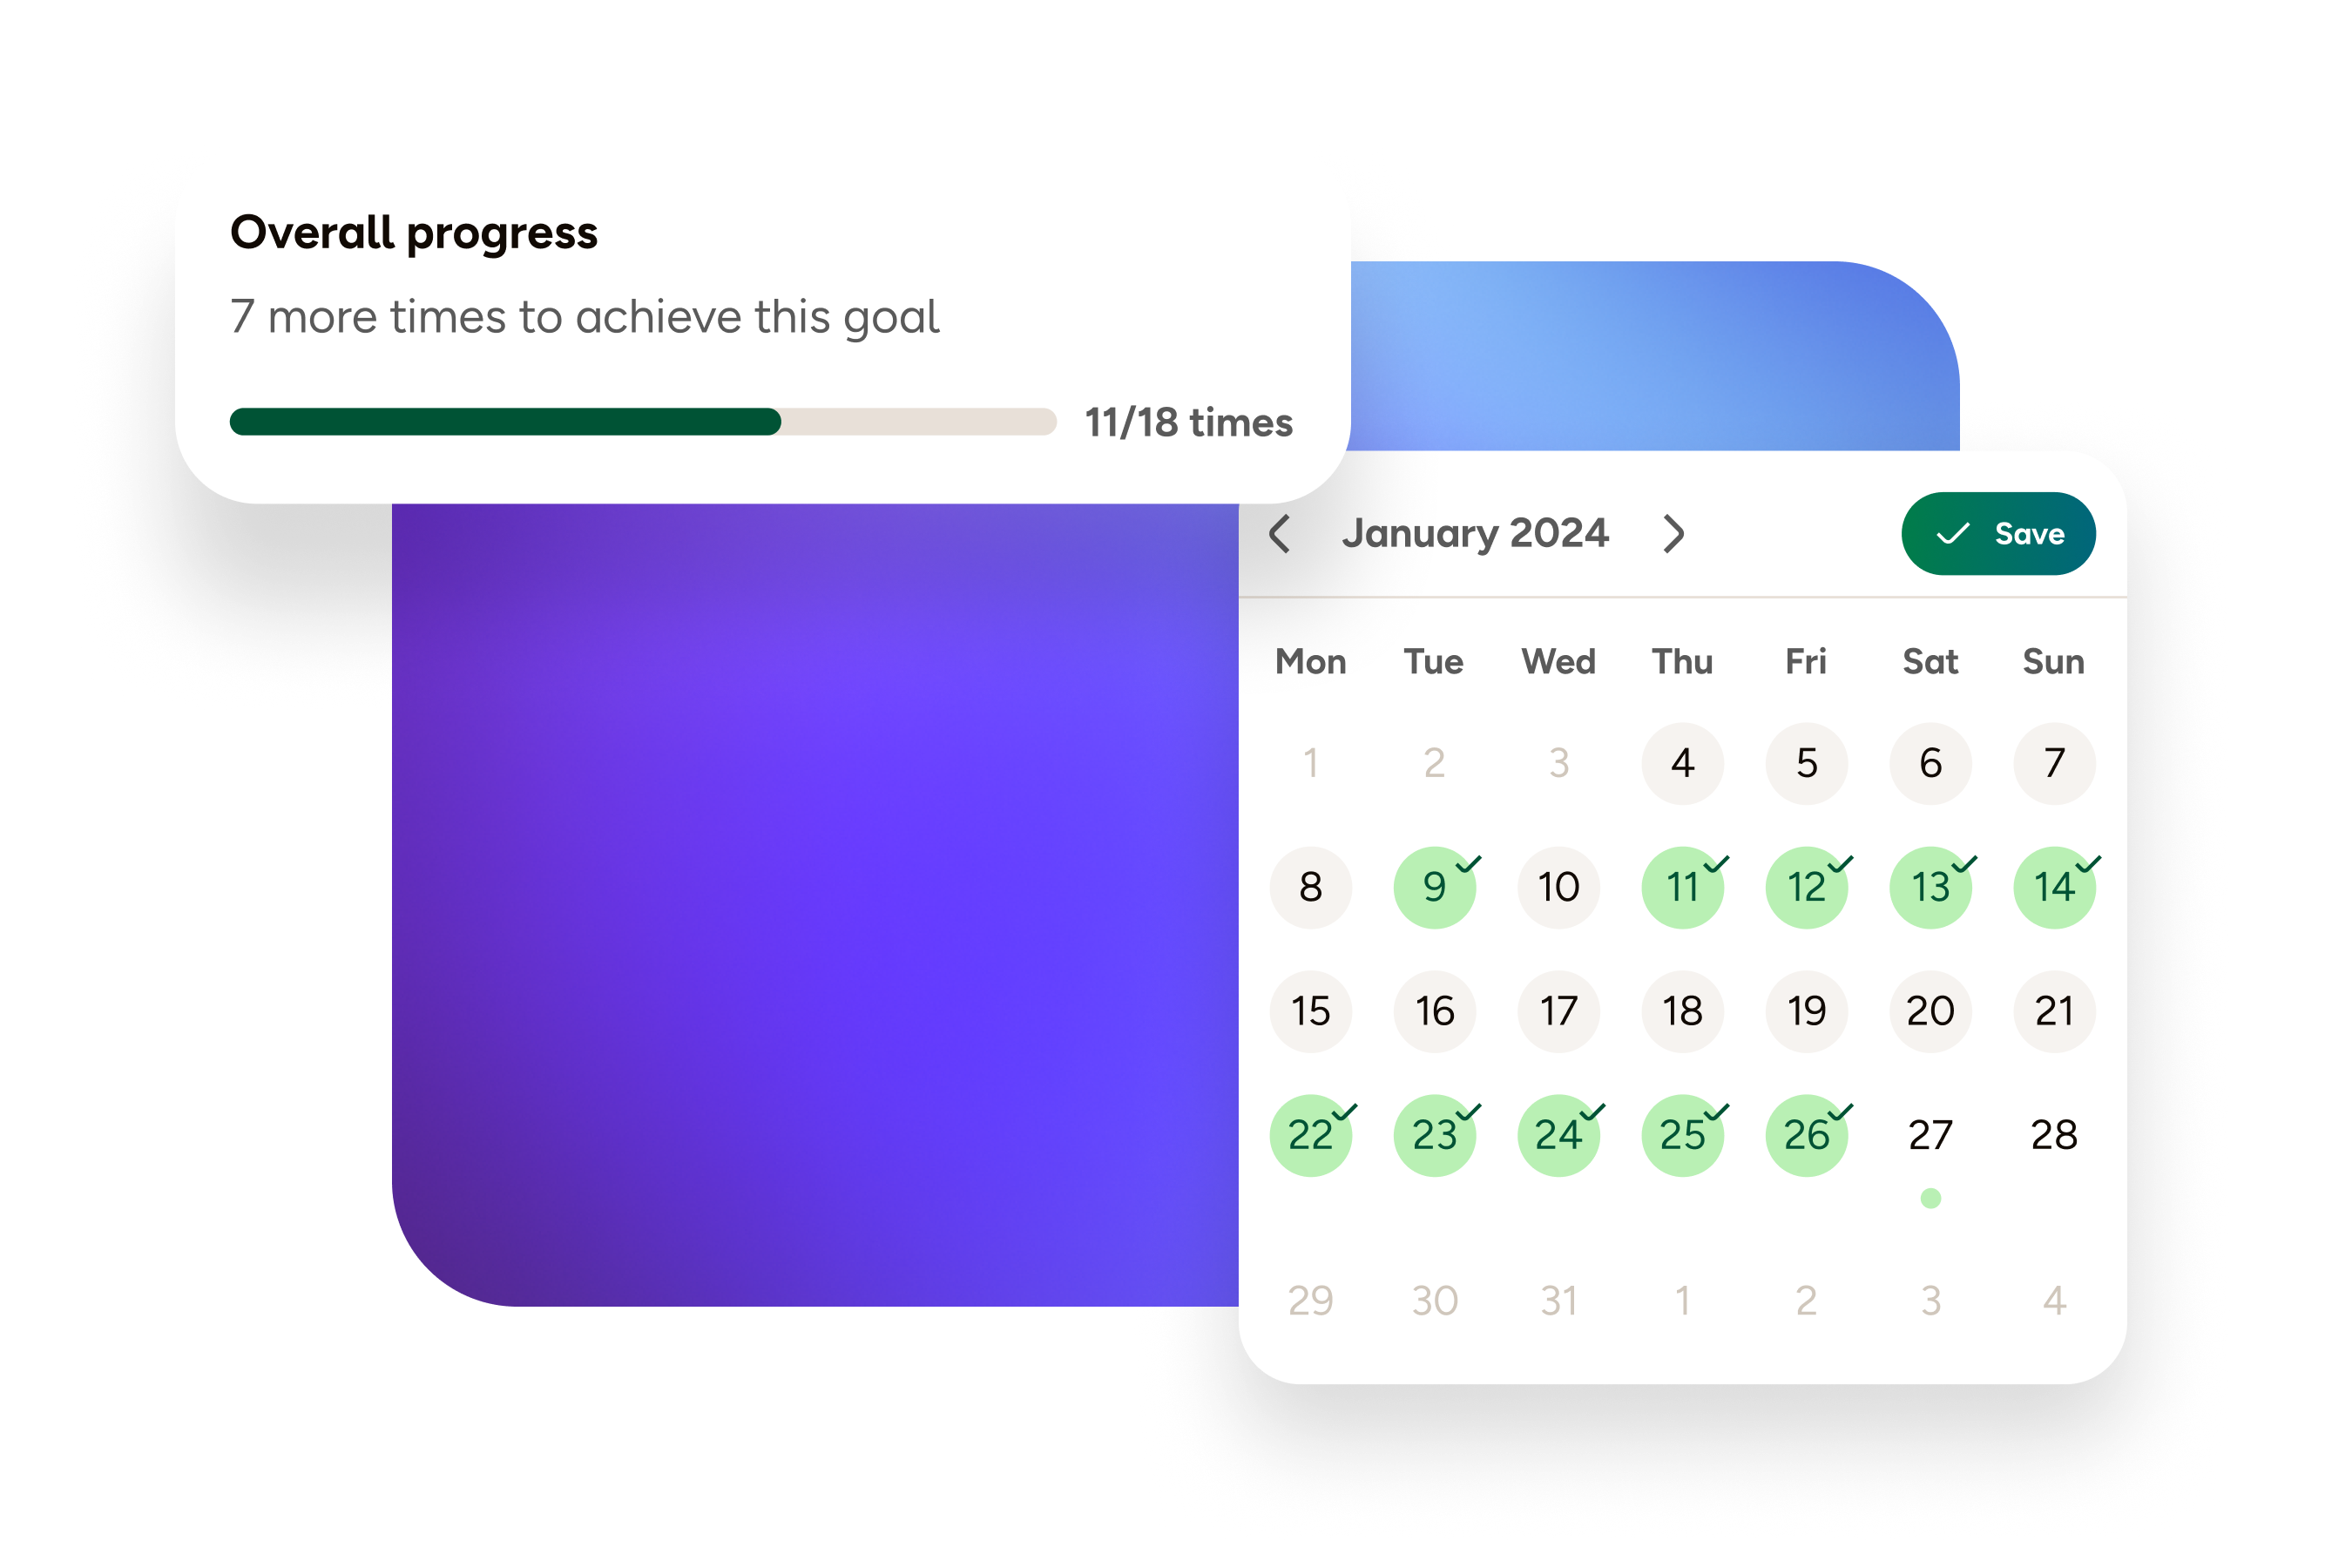 Overall progress
7 more times to achieve this goal
11/18 times
January 2024
Save
Mon Tue Wed Thu Fri Sat Sun
1 2 3 4 5 6 7
8 9 10 11 12 13 14
15 16 17 18 19 20 21
22 23 24 25 26 27 28
29 30 31 1 2 3 4